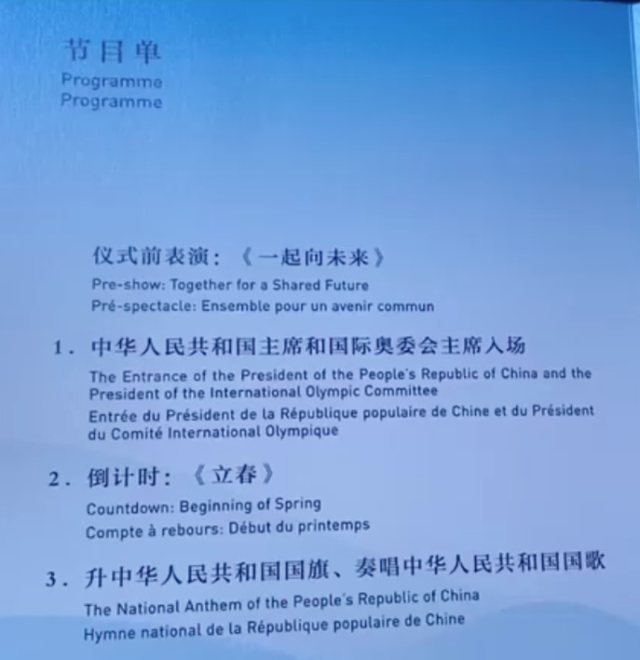 节目单
Programme
Programme
仪式前表演：《一起向未来》
Pre-show: Together for a Shared Future
Pré-spectacle: Ensemble pour un avenir commun
1. 中华人民共和国主席和国际奥委会主席入场
The Entrance of the President of the People's Republic of China and the
President of the International Olympic Committee
Entrée du Président de la République populaire de Chine et du Président
du Comité International Olympique
2. 倒计时：《立春》
Countdown: Beginning of Spring
Compte à rebours: Début du printemps
3. 升中华人民共和国国旗、奏唱中华人民共和国国歌
The National Anthem of the People's Republic of China
Hymne national de la République populaire de Chine